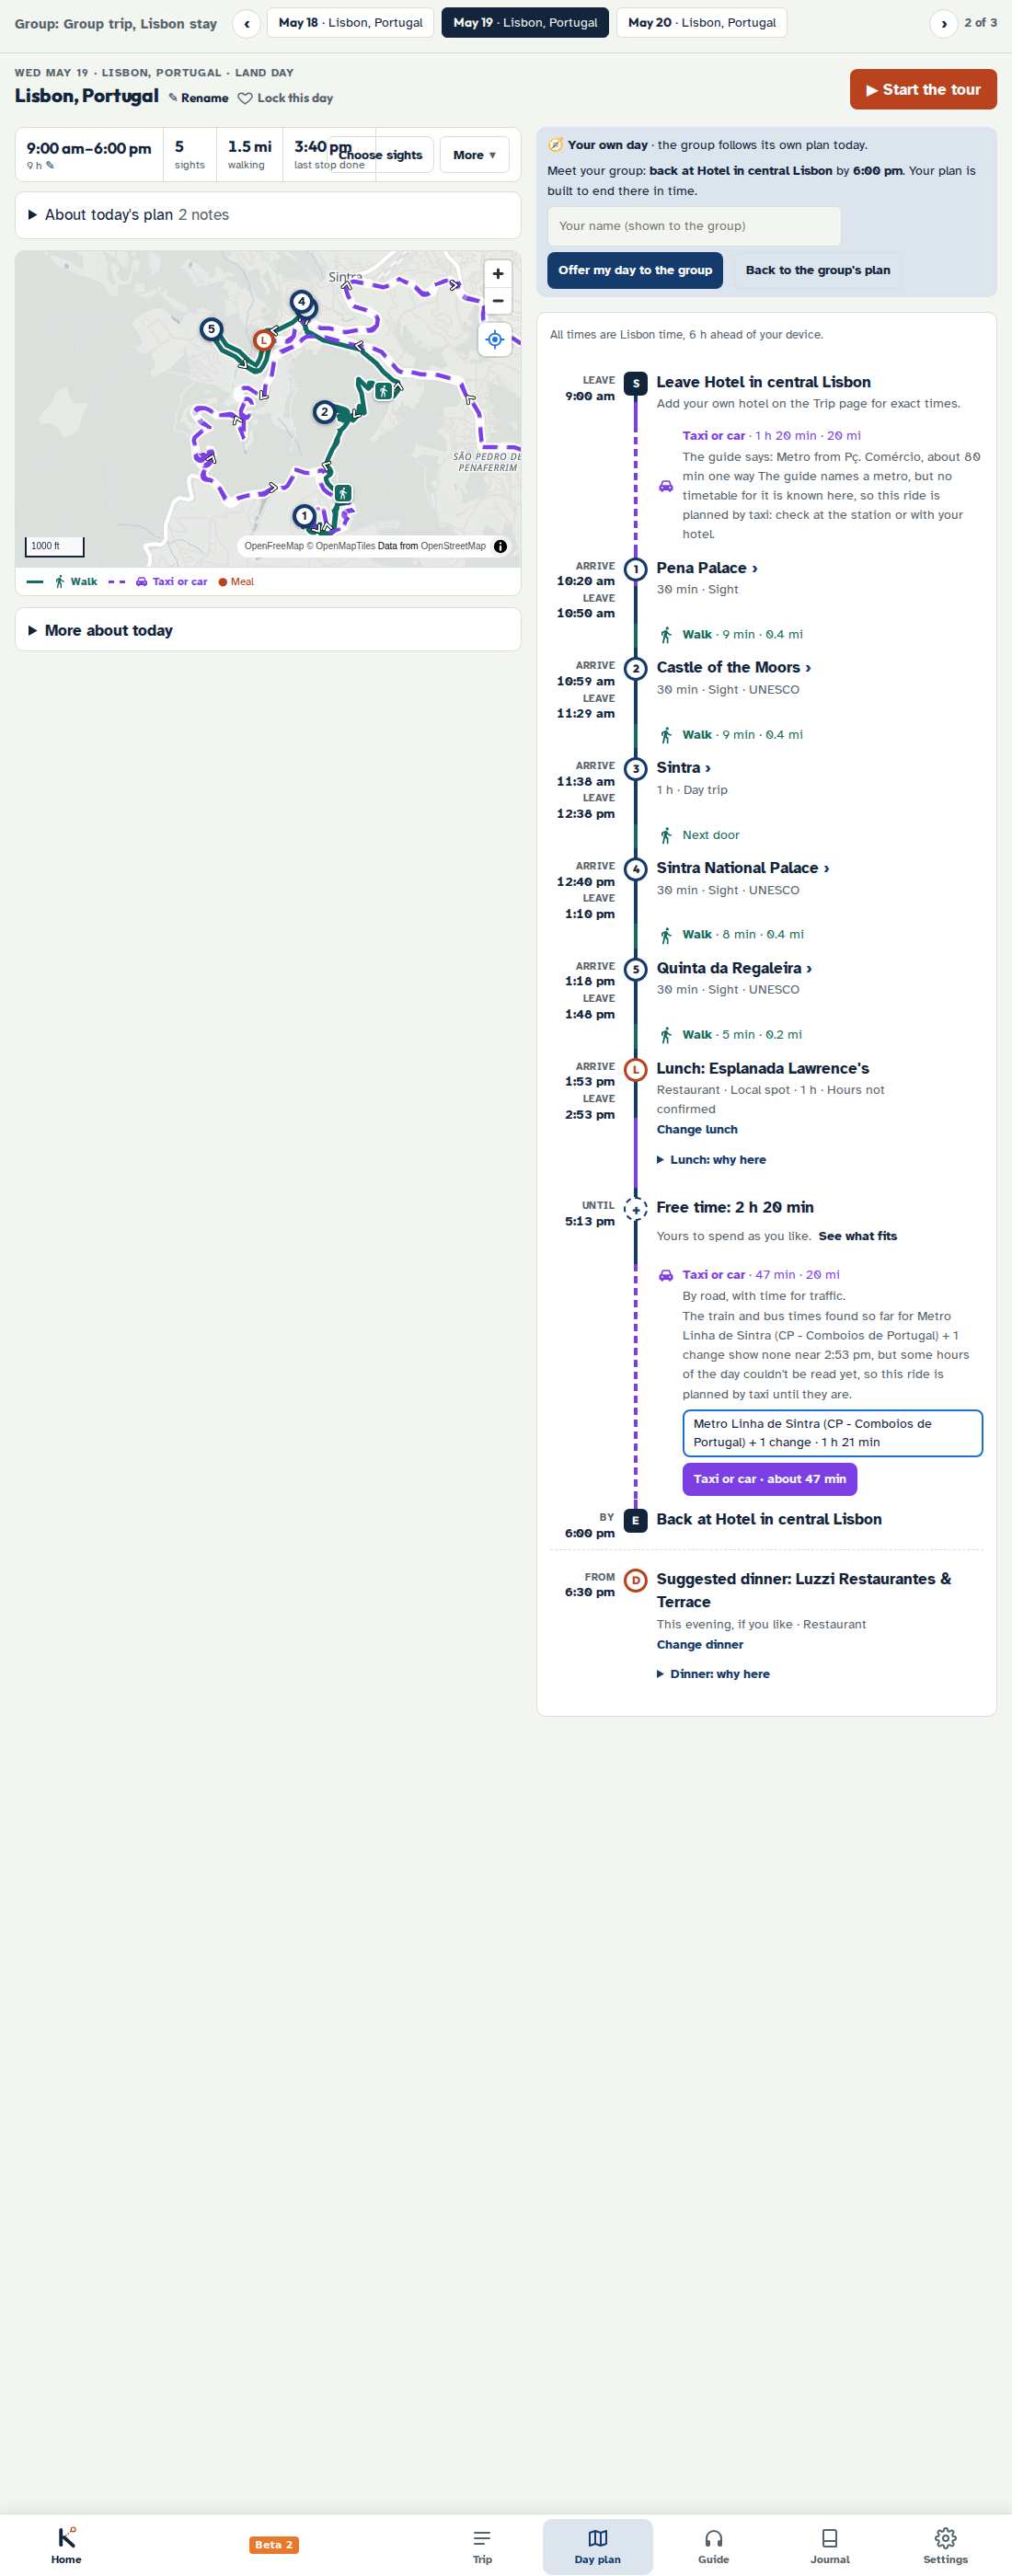 Group: Group trip, Lisbon stay
‹
May 18 · Lisbon, Portugal
May 19 · Lisbon, Portugal
May 20 · Lisbon, Portugal
›
2 of 3
WED MAY 19 · LISBON, PORTUGAL · LAND DAY
Lisbon, Portugal ✎ Rename Lock this day
▶ Start the tour
9:00 am–6:00 pm
9 h ✎
5
sights
1.5 mi
walking
3:40 pm
last stop done
Choose sights
More ▼
▶ About today's plan 2 notes
Sintra
+
−
4
5
L
2
1
SÃO PEDRO DE
PENAFERRIM
1000 ft
OpenFreeMap © OpenMapTiles Data from OpenStreetMap
Walk Taxi or car Meal
▶ More about today
🧭 Your own day · the group follows its own plan today.
Meet your group: back at Hotel in central Lisbon by 6:00 pm. Your plan is
built to end there in time.
Your name (shown to the group)
Offer my day to the group
Back to the group's plan
All times are Lisbon time, 6 h ahead of your device.
LEAVE
9:00 am
S
Leave Hotel in central Lisbon
Add your own hotel on the Trip page for exact times.
Taxi or car · 1 h 20 min · 20 mi
The guide says: Metro from Pç. Comércio, about 80
min one way The guide names a metro, but no
timetable for it is known here, so this ride is
planned by taxi: check at the station or with your
hotel.
ARRIVE
10:20 am
LEAVE
10:50 am
1
Pena Palace ›
30 min · Sight
Walk · 9 min · 0.4 mi
ARRIVE
10:59 am
LEAVE
11:29 am
2
Castle of the Moors ›
30 min · Sight · UNESCO
Walk · 9 min · 0.4 mi
ARRIVE
11:38 am
LEAVE
12:38 pm
3
Sintra ›
1 h · Day trip
Next door
ARRIVE
12:40 pm
LEAVE
1:10 pm
4
Sintra National Palace ›
30 min · Sight · UNESCO
Walk · 8 min · 0.4 mi
ARRIVE
1:18 pm
LEAVE
1:48 pm
5
Quinta da Regaleira ›
30 min · Sight · UNESCO
Walk · 5 min · 0.2 mi
ARRIVE
1:53 pm
LEAVE
2:53 pm
L
Lunch: Esplanada Lawrence's
Restaurant · Local spot · 1 h · Hours not
confirmed
Change lunch
▶ Lunch: why here
UNTIL
5:13 pm
+
Free time: 2 h 20 min
Yours to spend as you like. See what fits
Taxi or car · 47 min · 20 mi
By road, with time for traffic.
The train and bus times found so far for Metro
Linha de Sintra (CP - Comboios de Portugal) + 1
change show none near 2:53 pm, but some hours
of the day couldn't be read yet, so this ride is
planned by taxi until they are.
Metro Linha de Sintra (CP - Comboios de
Portugal) + 1 change · 1 h 21 min
Taxi or car · about 47 min
BY
6:00 pm
E
Back at Hotel in central Lisbon
FROM
6:30 pm
D
Suggested dinner: Luzzi Restaurantes &
Terrace
This evening, if you like · Restaurant
Change dinner
▶ Dinner: why here
Home
Beta 2
Trip
Day plan
Guide
Journal
Settings